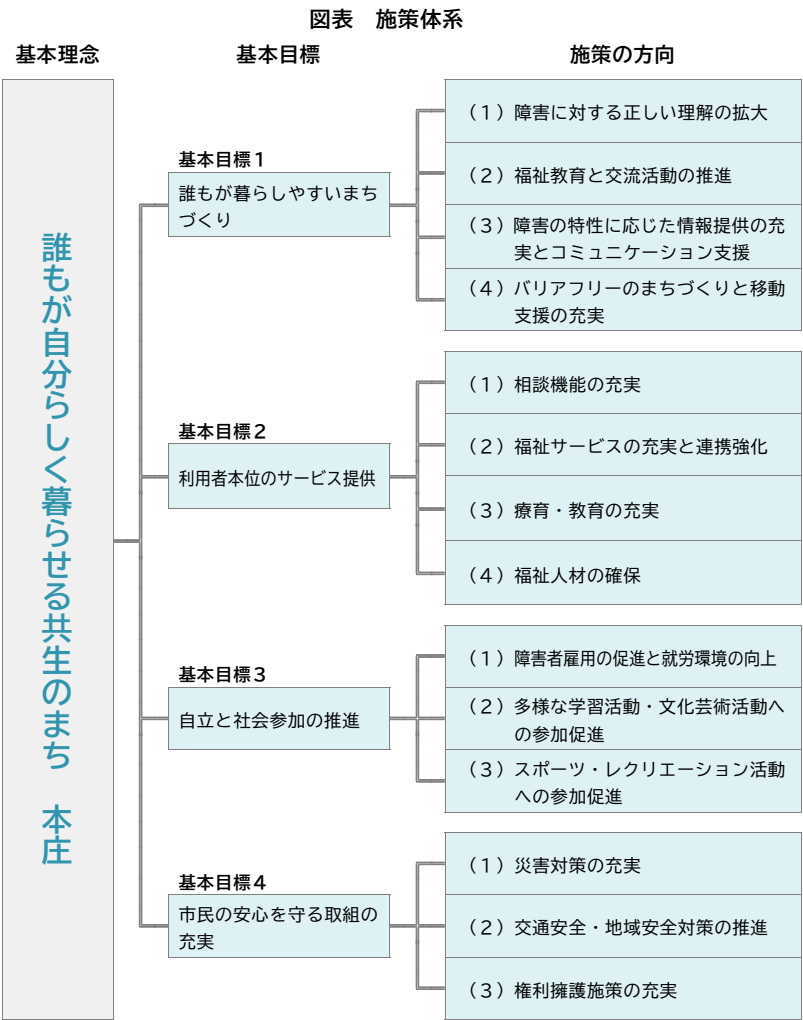 図表　施策体系
基本理念
基本目標
施策の方向
誰もが自分らしく暮らせる共生のまち　本庄
基本目標１
誰もが暮らしやすいまち
づくり
（１）障害に対する正しい理解の拡大
（２）福祉教育と交流活動の推進
（３）障害の特性に応じた情報提供の充
実とコミュニケーション支援
（４）バリアフリーのまちづくりと移動
支援の充実
基本目標２
利用者本位のサービス提供
（１）相談機能の充実
（２）福祉サービスの充実と連携強化
（３）療育・教育の充実
（４）福祉人材の確保
基本目標３
自立と社会参加の推進
（１）障害者雇用の促進と就労環境の向上
（２）多様な学習活動・文化芸術活動へ
の参加促進
（３）スポーツ・レクリエーション活動
への参加促進
基本目標４
市民の安心を守る取組の
充実
（１）災害対策の充実
（２）交通安全・地域安全対策の推進
（３）権利擁護施策の充実